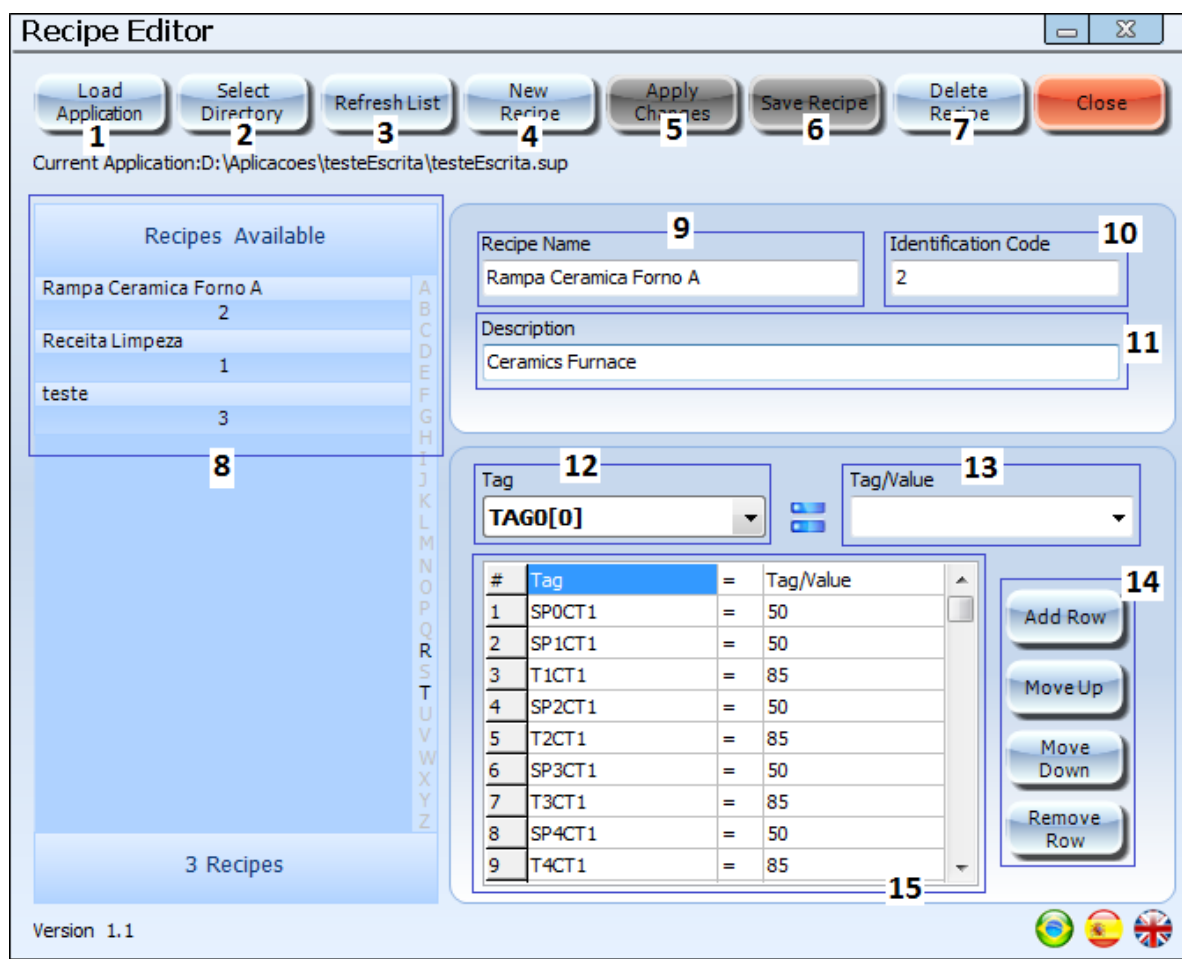 Recipe Editor
Load Application
1
Select Directory
2
Refresh List
3
New Recipe
4
Apply Changes
5
Save Recipe
6
Delete Recipe
7
Close
Current Application:D:\Aplicacoes\testeEscrita\testeEscrita.sup
Recipes Available
Rampa Ceramica Forno A
2
Receita Limpeza
1
teste
3
8
A
B
C
D
E
F
G
H
I
J
K
L
M
N
O
P
Q
R
S
T
U
V
W
X
Y
Z
3 Recipes
9
Recipe Name
Rampa Ceramica Forno A
10
Identification Code
2
Description
11
Ceramics Furnace
12
Tag
TAG0[0]
13
Tag/Value
# Tag = Tag/Value
1 SP0CT1 = 50
2 SP1CT1 = 50
3 T1CT1 = 85
4 SP2CT1 = 50
5 T2CT1 = 85
6 SP3CT1 = 50
7 T3CT1 = 85
8 SP4CT1 = 50
9 T4CT1 = 85
15
14
Add Row
Move Up
Move Down
Remove Row
Version 1.1